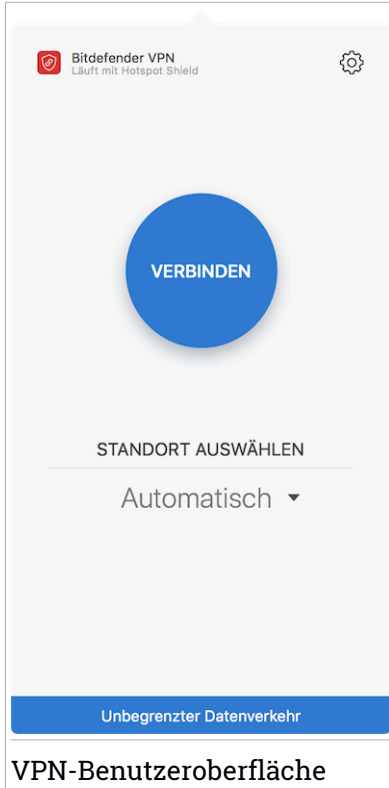 Bitdefender VPN
Läuft mit Hotspot Shield
VERBINDEN
STANDORT AUSWÄHLEN
Automatisch
Unbegrenzter Datenverkehr
VPN-Benutzeroberfläche